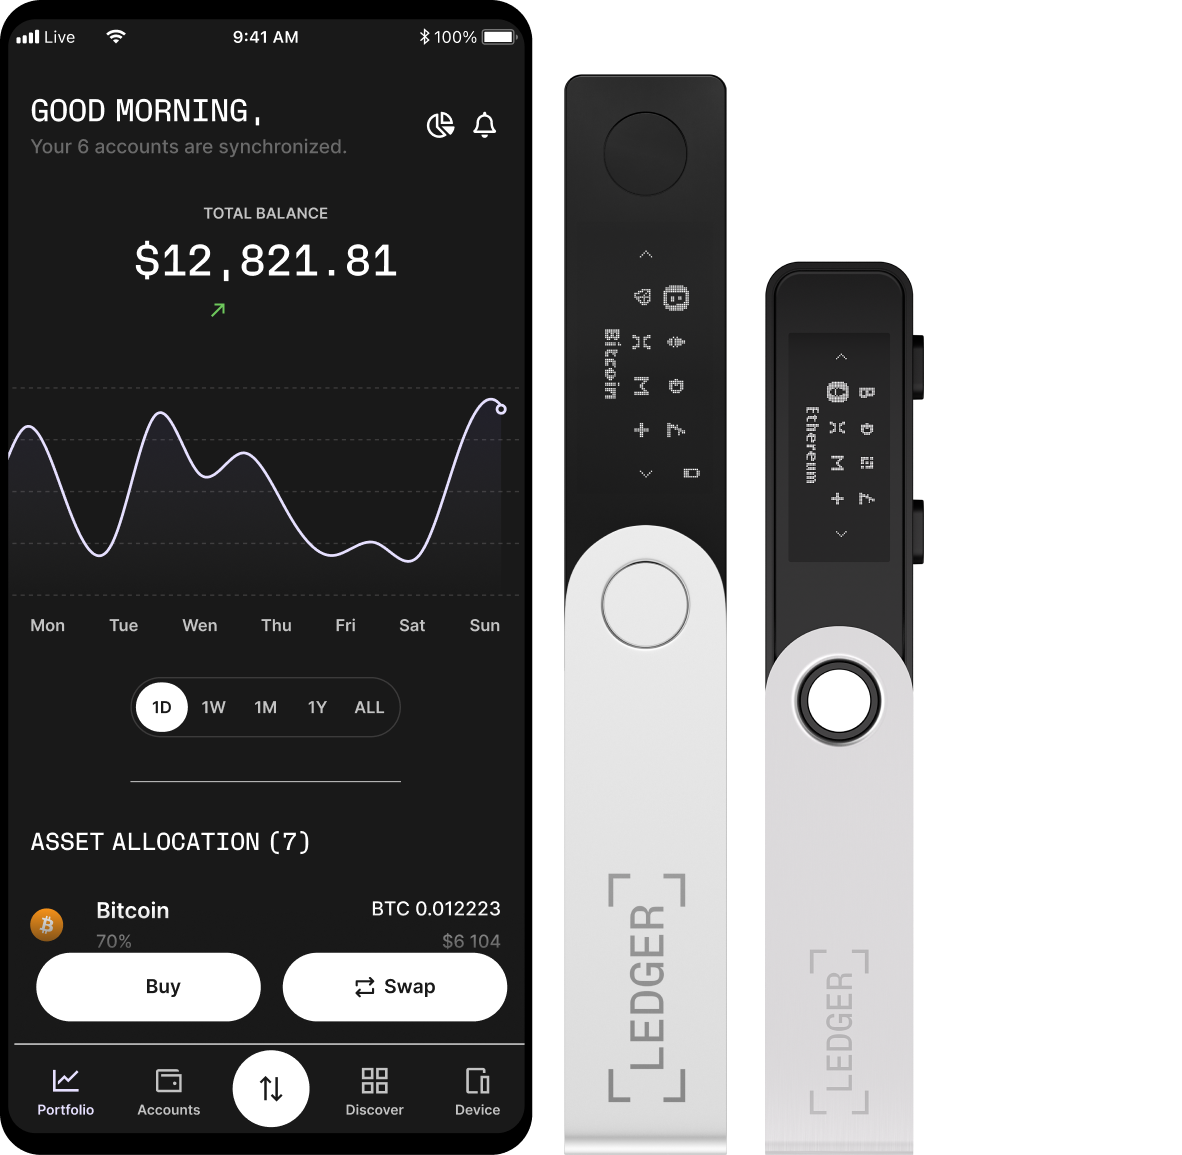 Live 9:41 AM 100%
GOOD MORNING,
Your 6 accounts are synchronized.
TOTAL BALANCE
$12,821.81
Mon Tue Wen Thu Fri Sat Sun
1D 1W 1M 1Y ALL
ASSET ALLOCATION (7)
Bitcoin BTC 0.012223
70% $6 104
Buy Swap
Portfolio Accounts Discover Device
Bitcoin
LEDGER
Ethereum
LEDGER